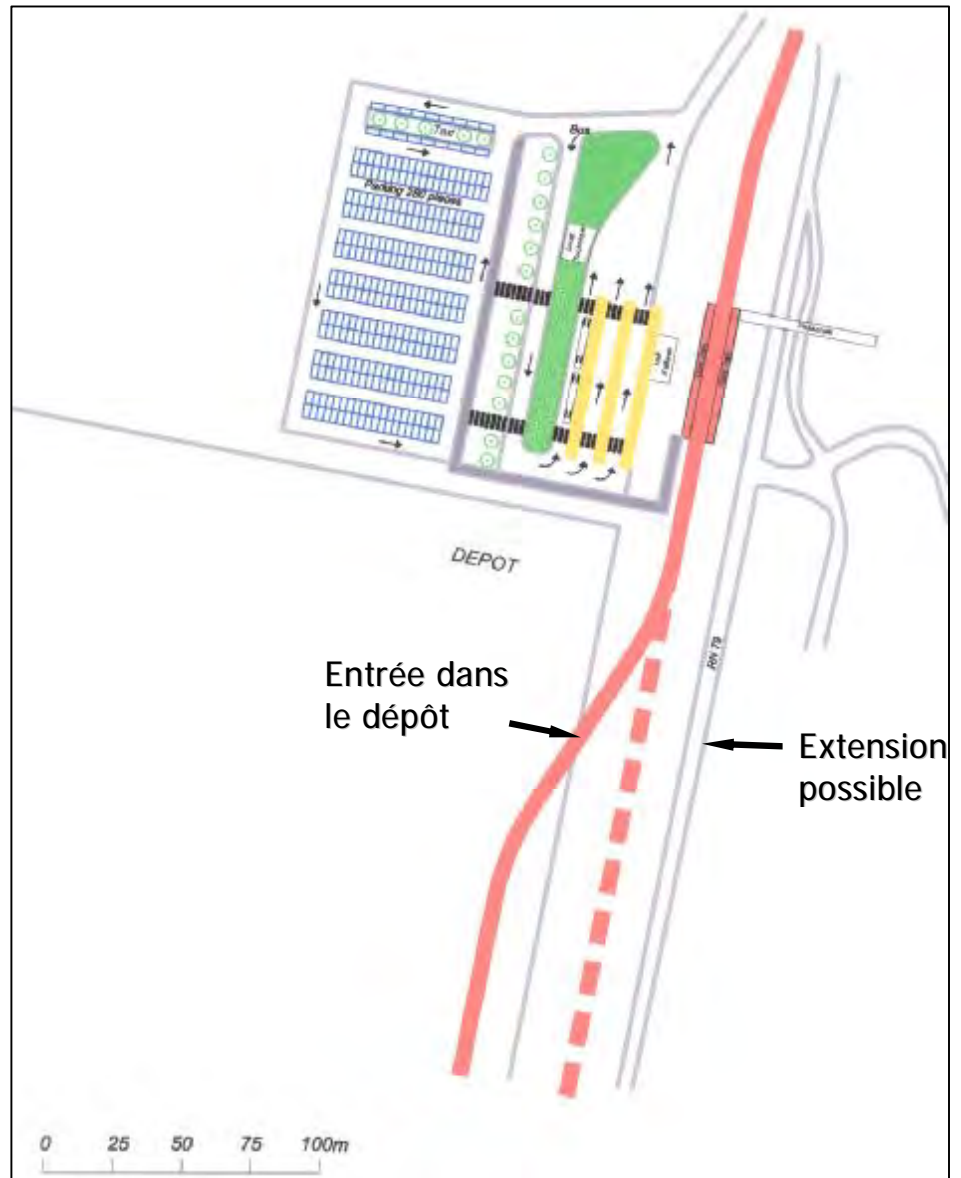 Bus
Taxi
Parking 280 places
DEPOT
RN 79
Entrée dans
le dépôt
Extension
possible
0 25 50 75 100m